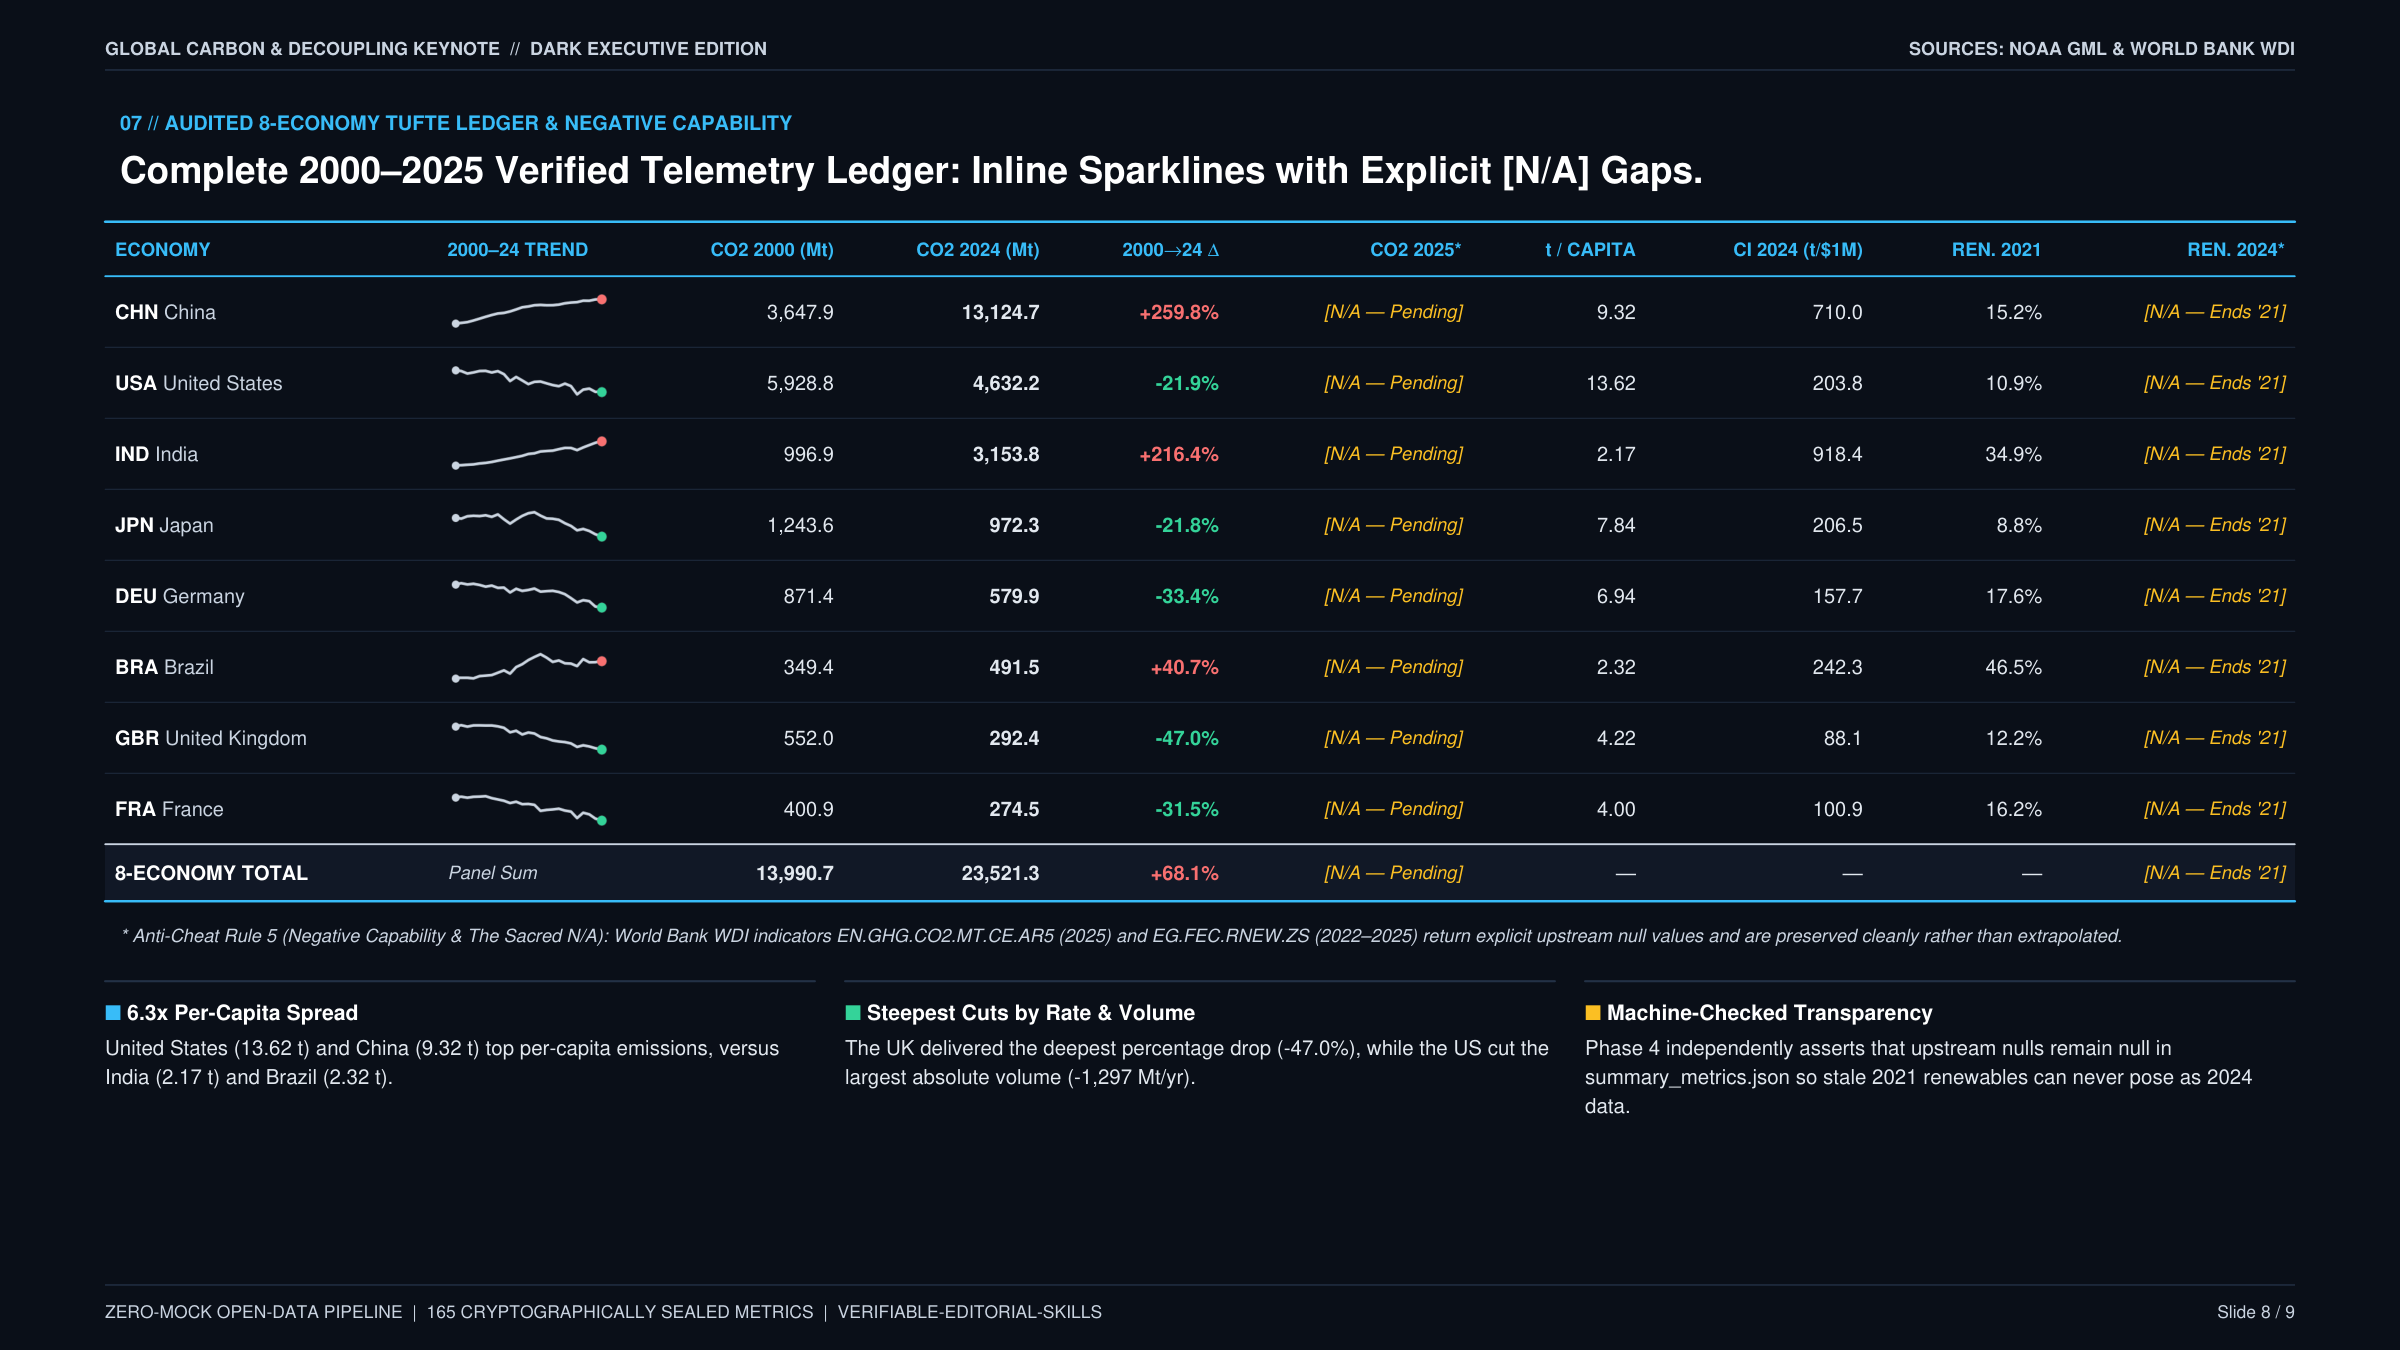 GLOBAL CARBON & DECOUPLING KEYNOTE // DARK EXECUTIVE EDITION
SOURCES: NOAA GML & WORLD BANK WDI
07 // AUDITED 8-ECONOMY TUFTE LEDGER & NEGATIVE CAPABILITY
Complete 2000–2025 Verified Telemetry Ledger: Inline Sparklines with Explicit [N/A] Gaps.
ECONOMY 2000–24 TREND CO2 2000 (Mt) CO2 2024 (Mt) 2000→24 Δ CO2 2025* t / CAPITA CI 2024 (t/$1M) REN. 2021 REN. 2024*
CHN China 3,647.9 13,124.7 +259.8% [N/A — Pending] 9.32 710.0 15.2% [N/A — Ends '21]
USA United States 5,928.8 4,632.2 -21.9% [N/A — Pending] 13.62 203.8 10.9% [N/A — Ends '21]
IND India 996.9 3,153.8 +216.4% [N/A — Pending] 2.17 918.4 34.9% [N/A — Ends '21]
JPN Japan 1,243.6 972.3 -21.8% [N/A — Pending] 7.84 206.5 8.8% [N/A — Ends '21]
DEU Germany 871.4 579.9 -33.4% [N/A — Pending] 6.94 157.7 17.6% [N/A — Ends '21]
BRA Brazil 349.4 491.5 +40.7% [N/A — Pending] 2.32 242.3 46.5% [N/A — Ends '21]
GBR United Kingdom 552.0 292.4 -47.0% [N/A — Pending] 4.22 88.1 12.2% [N/A — Ends '21]
FRA France 400.9 274.5 -31.5% [N/A — Pending] 4.00 100.9 16.2% [N/A — Ends '21]
8-ECONOMY TOTAL Panel Sum 13,990.7 23,521.3 +68.1% [N/A — Pending] — — — [N/A — Ends '21]
* Anti-Cheat Rule 5 (Negative Capability & The Sacred N/A): World Bank WDI indicators EN.GHG.CO2.MT.CE.AR5 (2025) and EG.FEC.RNEW.ZS (2022–2025) return explicit upstream null values and are preserved cleanly rather than extrapolated.
6.3x Per-Capita Spread
United States (13.62 t) and China (9.32 t) top per-capita emissions, versus
India (2.17 t) and Brazil (2.32 t).
Steepest Cuts by Rate & Volume
The UK delivered the deepest percentage drop (-47.0%), while the US cut the
largest absolute volume (-1,297 Mt/yr).
Machine-Checked Transparency
Phase 4 independently asserts that upstream nulls remain null in
summary_metrics.json so stale 2021 renewables can never pose as 2024
data.
ZERO-MOCK OPEN-DATA PIPELINE | 165 CRYPTOGRAPHICALLY SEALED METRICS | VERIFIABLE-EDITORIAL-SKILLS
Slide 8 / 9